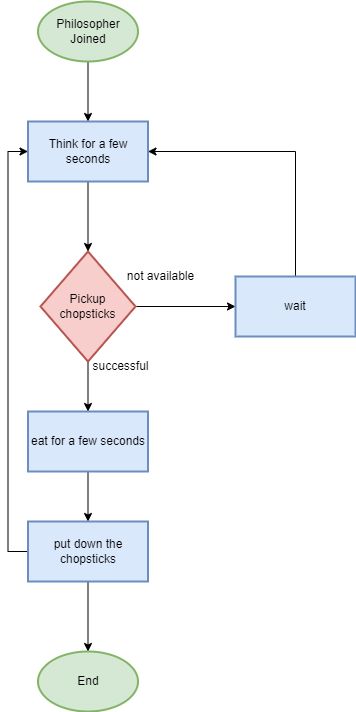 Philosopher
Joined
Think for a few
seconds
not available
Pickup
chopsticks
wait
successful
eat for a few seconds
put down the
chopsticks
End